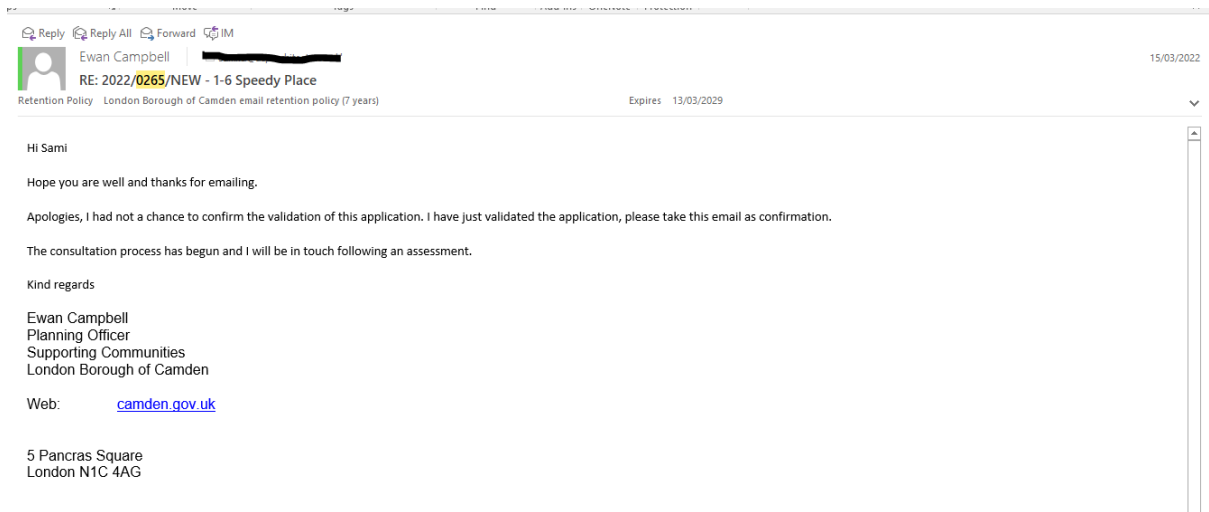 Reply Reply All Forward IM
Ewan Campbell
15/03/2022
RE: 2022/0265/NEW - 1-6 Speedy Place
Retention Policy London Borough of Camden email retention policy (7 years) Expires 13/03/2029
Hi Sami
Hope you are well and thanks for emailing.
Apologies, I had not a chance to confirm the validation of this application. I have just validated the application, please take this email as confirmation.
The consultation process has begun and I will be in touch following an assessment.
Kind regards
Ewan Campbell
Planning Officer
Supporting Communities
London Borough of Camden
Web: camden.gov.uk
5 Pancras Square
London N1C 4AG